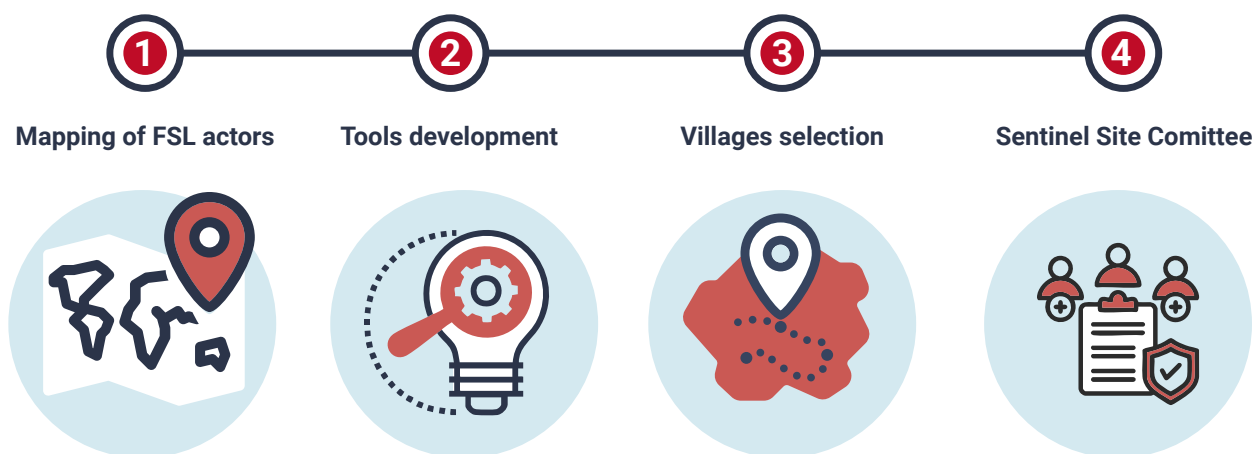 1
2
3
4
Mapping of FSL actors
Tools development
Villages selection
Sentinel Site Comittee